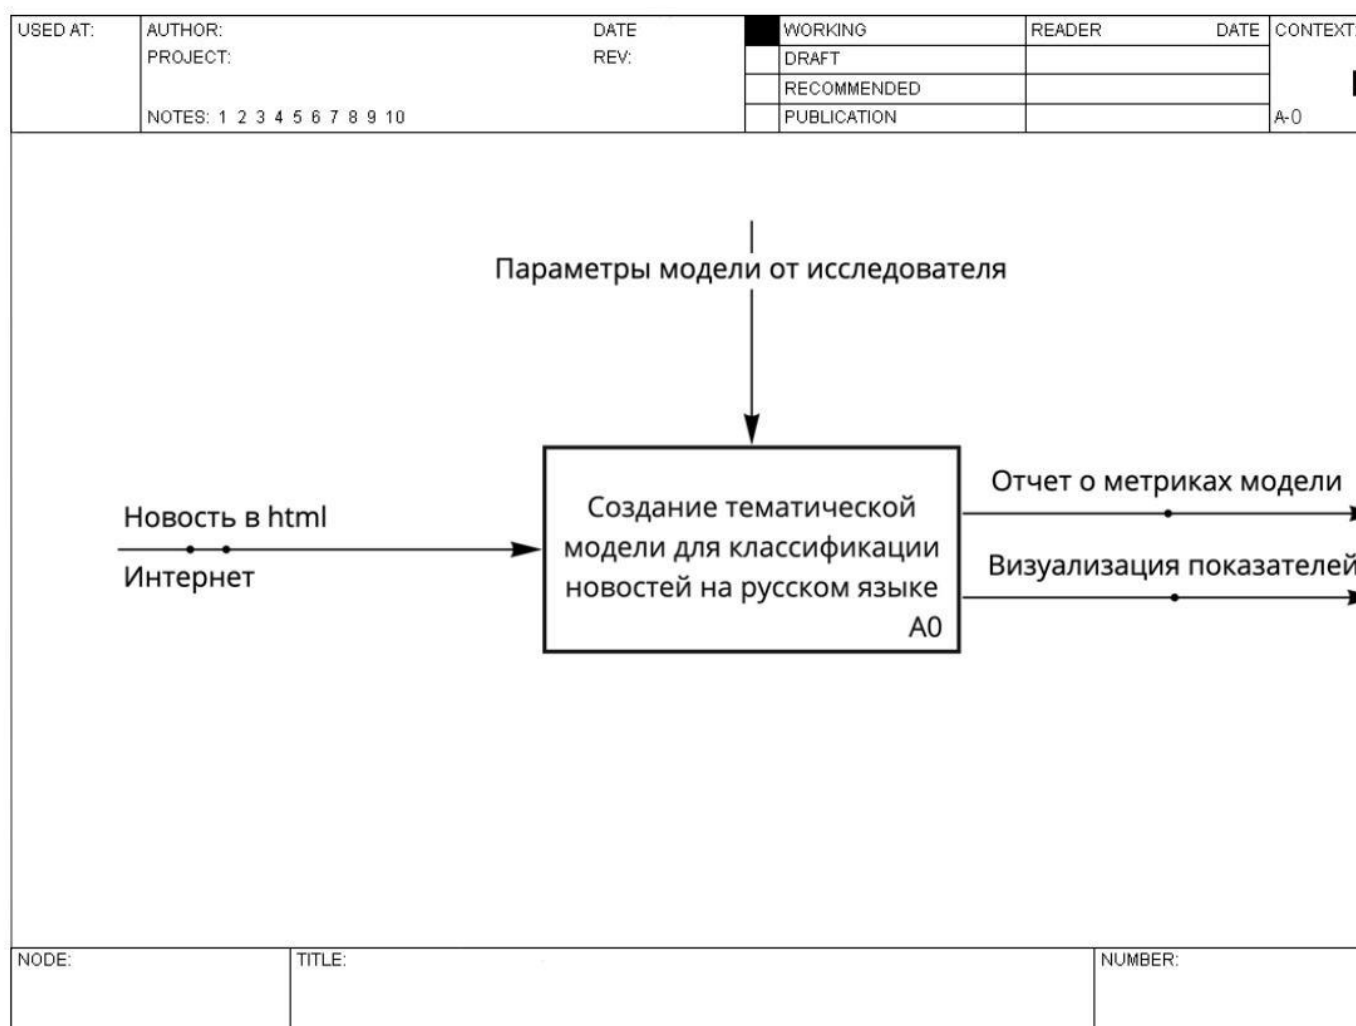 USED AT:
AUTHOR:
DATE
PROJECT:
REV:
NOTES: 1 2 3 4 5 6 7 8 9 10
WORKING
DRAFT
RECOMMENDED
PUBLICATION
READER
DATE
CONTEXT:
A-0
Параметры модели от исследователя
Новость в html
Интернет
Создание тематической
модели для классификации
новостей на русском языке
A0
Отчет о метриках модели
Визуализация показателей
NODE:
TITLE:
NUMBER: